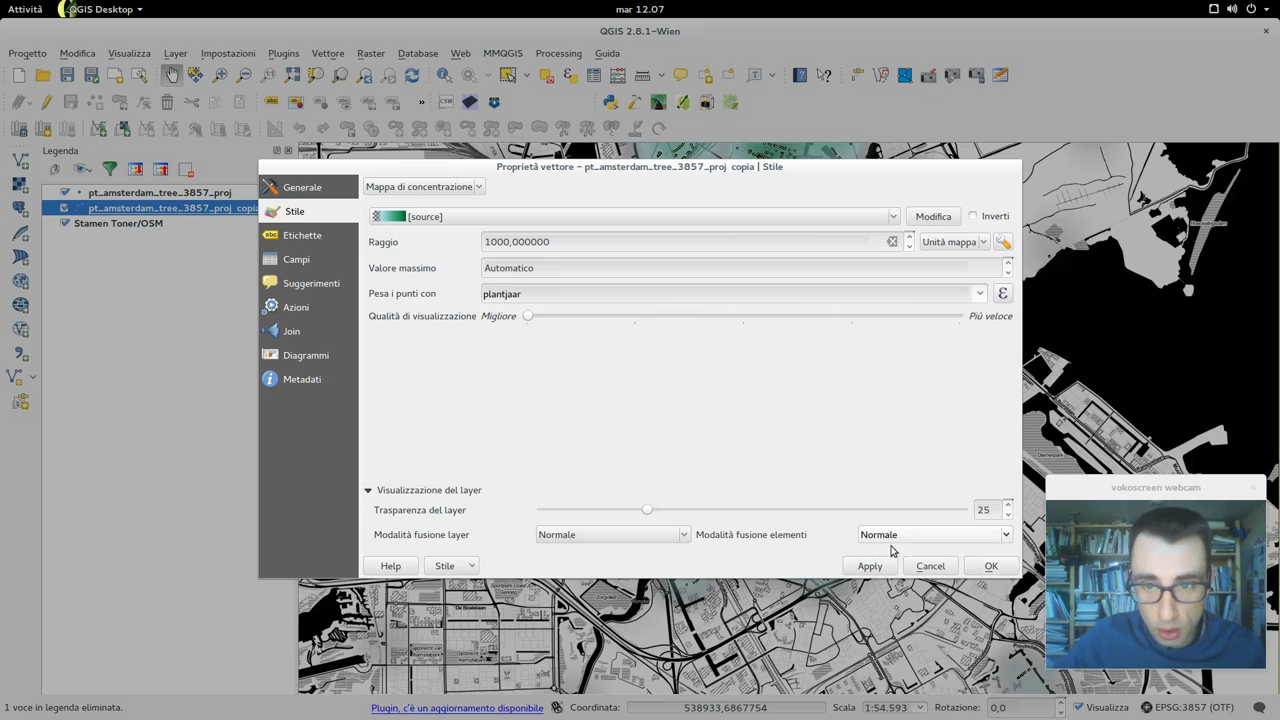 Attività QGIS Desktop mar 12.07
QGIS 2.8.1-Wien
Progetto Modifica Visualizza Layer Impostazioni Plugins Vettore Raster Database Web MMQGIS Processing Guida
Legenda
pt_amsterdam_tree_3857_proj
pt_amsterdam_tree_3857_proj copia
Stamen Toner/OSM
Proprietà vettore – pt_amsterdam_tree_3857_proj copia | Stile
Generale
Stile
Etichette
Campi
Suggerimenti
Azioni
Join
Diagrammi
Metadati
Mappa di concentrazione
[source] Modifica Inverti
Raggio 1000,000000 Unità mappa
Valore massimo Automatico
Pesa i punti con plantjaar
Qualità di visualizzazione Migliore Più veloce
Visualizzazione del layer
Trasparenza del layer 25
Modalità fusione layer Normale Modalità fusione elementi Normale
Help Stile Apply Cancel OK
vokoscreen webcam
De Boelelaan
1 voce in legenda eliminata. Plugin, c'è un aggiornamento disponibile Coordinata: 538933,6867754 Scala 1:54.593 Rotazione: 0,0 Visualizza EPSG:3857 (OTF)